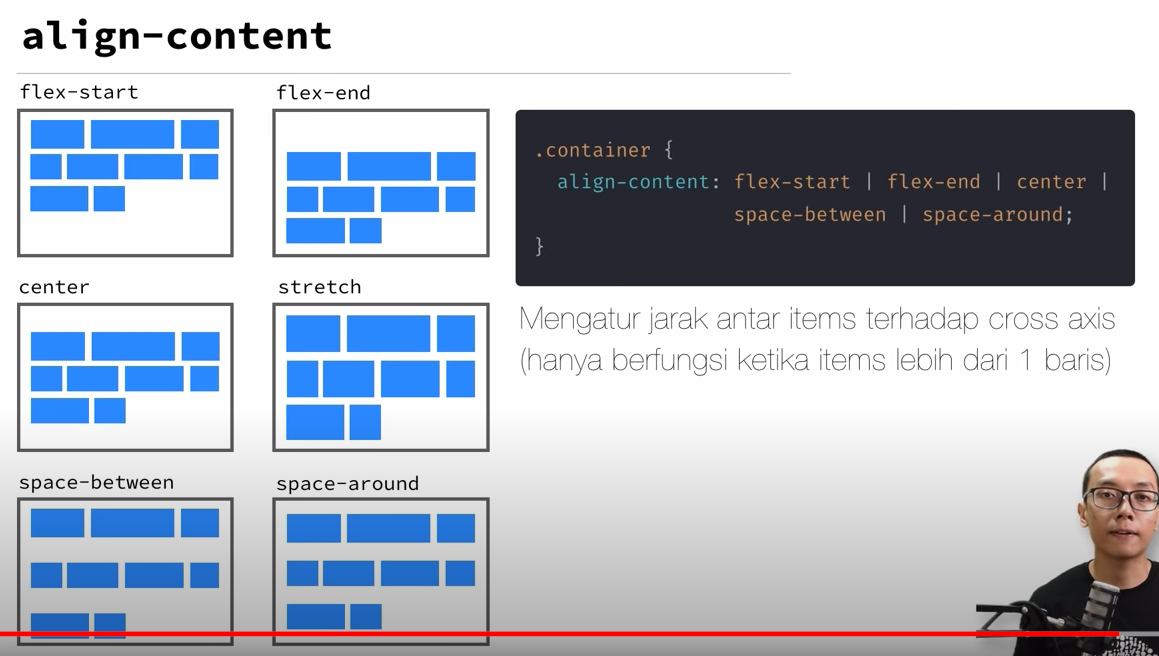 align-content
flex-start
flex-end
.container {
align-content: flex-start | flex-end | center |
space-between | space-around;
}
center
stretch
Mengatur jarak antar items terhadap cross axis
(hanya berfungsi ketika items lebih dari 1 baris)
space-between
space-around